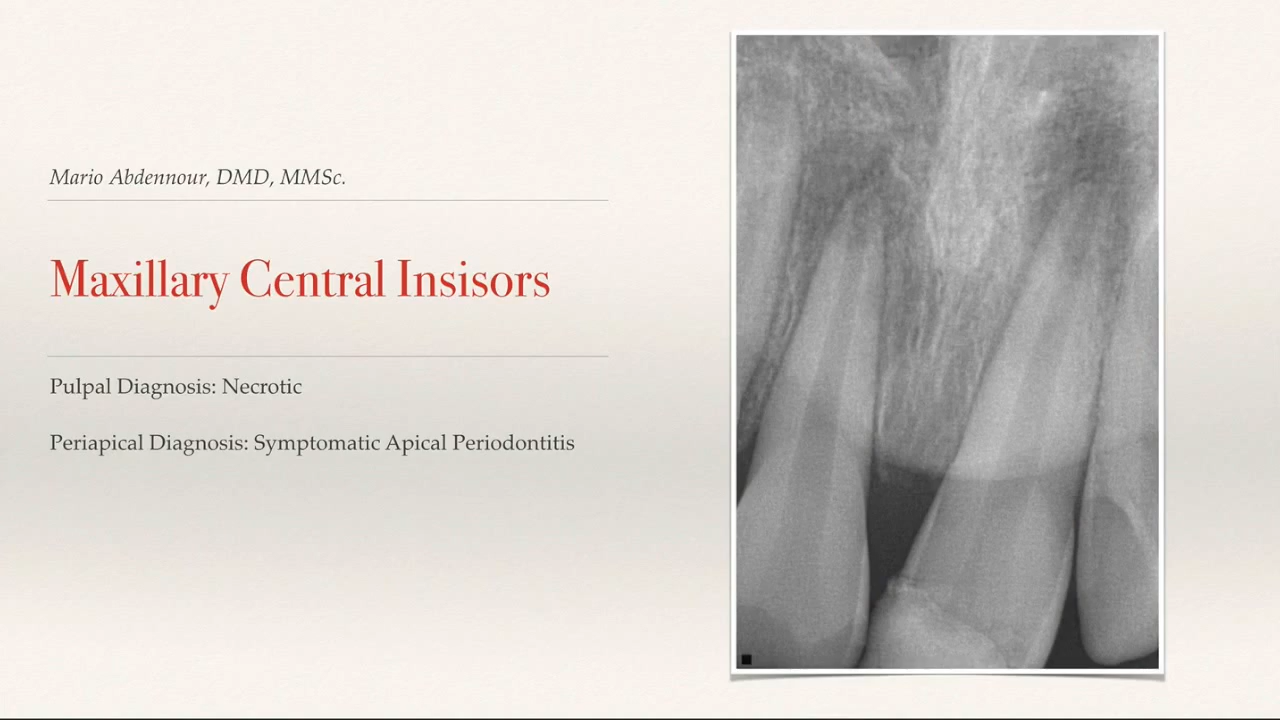 Mario Abdennour, DMD, MMSc.
Maxillary Central Insisors
Pulpal Diagnosis: Necrotic
Periapical Diagnosis: Symptomatic Apical Periodontitis